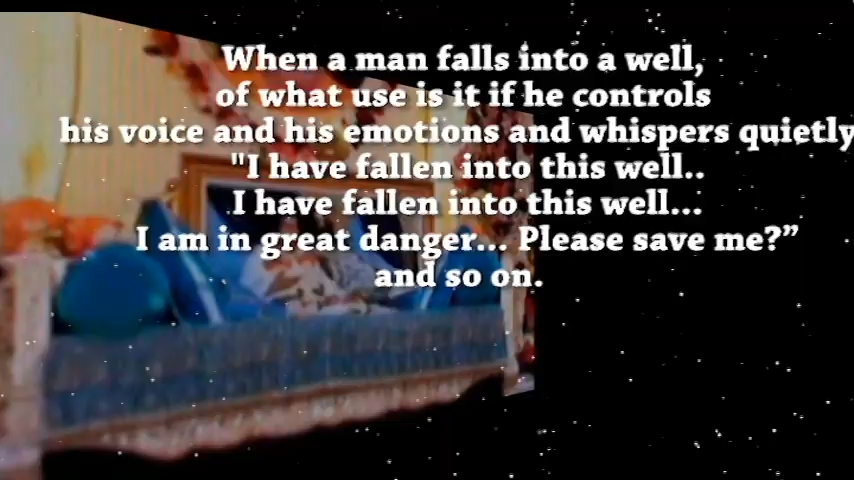 When a man falls into a well,
of what use is it if he controls
his voice and his emotions and whispers quietly
"I have fallen into this well..
I have fallen into this well...
I am in great danger... Please save me?”
and so on.